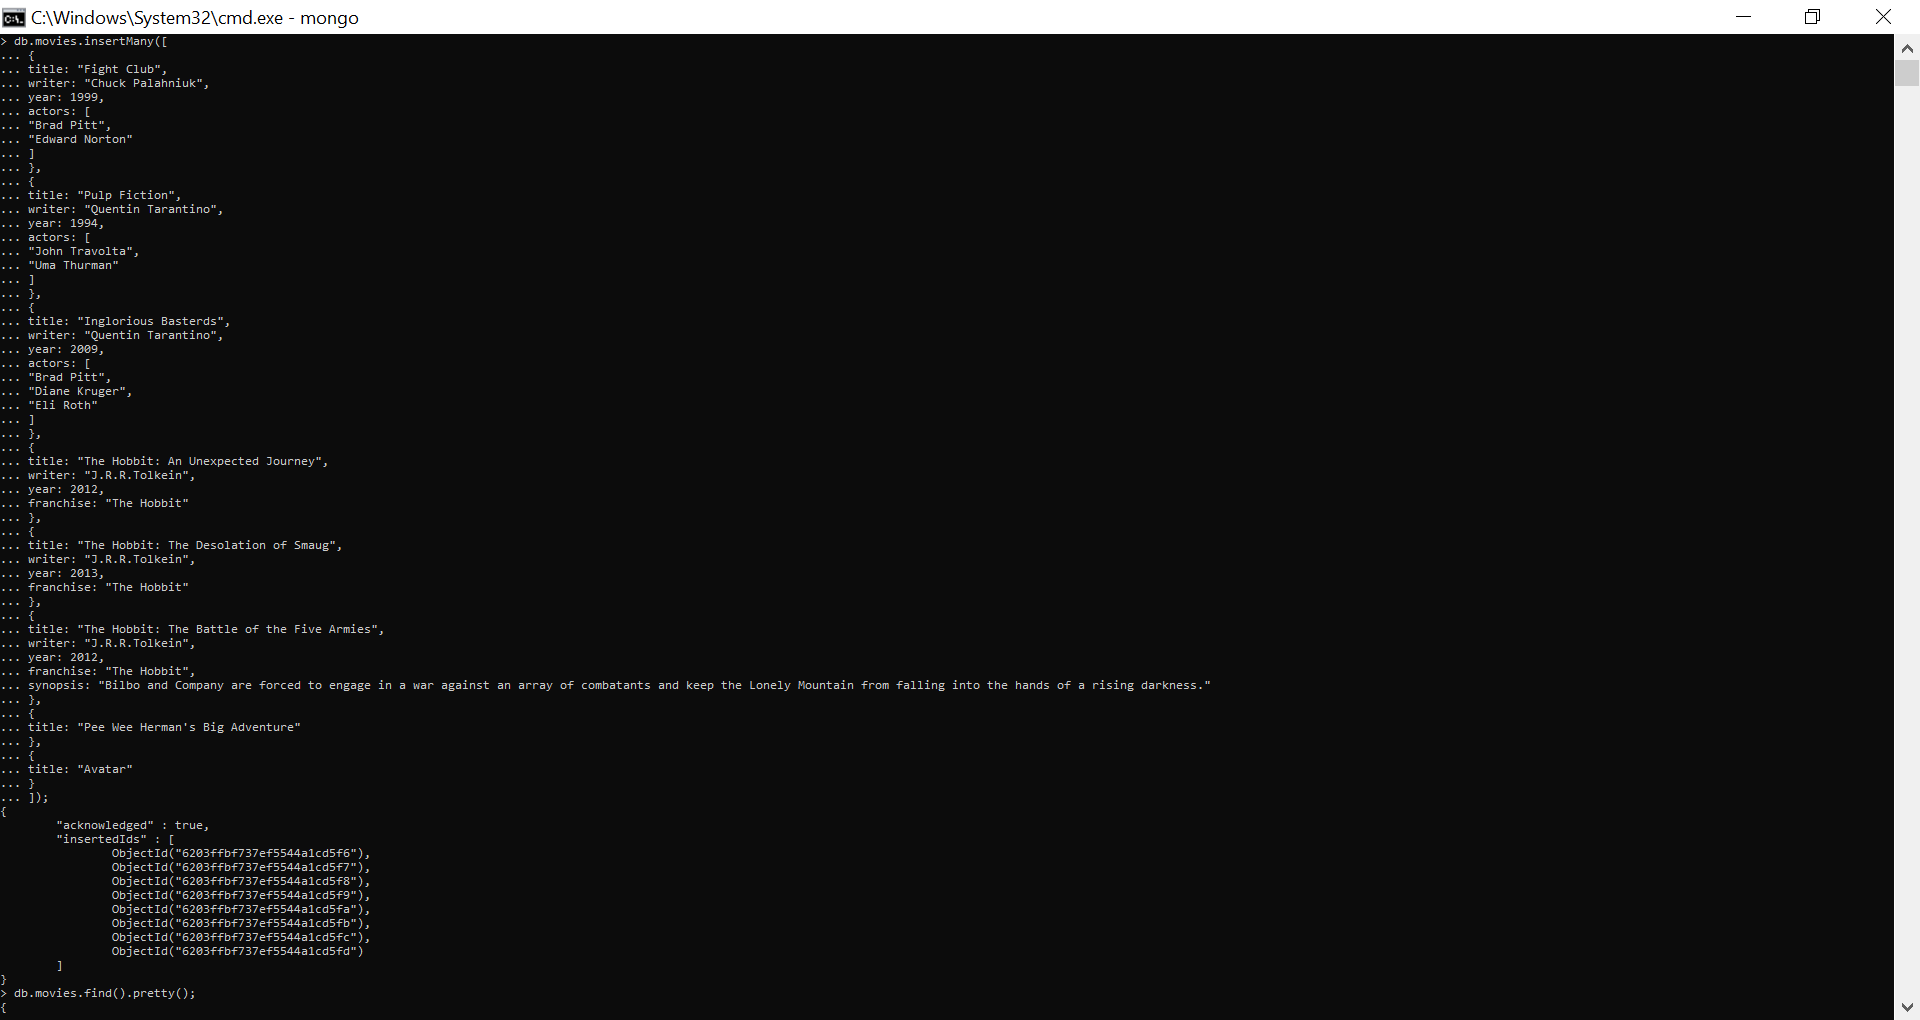 C:\Windows\System32\cmd.exe - mongo
> db.movies.insertMany([
... {
... title: "Fight Club",
... writer: "Chuck Palahniuk",
... year: 1999,
... actors: [
... "Brad Pitt",
... "Edward Norton"
... ]
... },
... {
... title: "Pulp Fiction",
... writer: "Quentin Tarantino",
... year: 1994,
... actors: [
... "John Travolta",
... "Uma Thurman"
... ]
... },
... {
... title: "Inglorious Basterds",
... writer: "Quentin Tarantino",
... year: 2009,
... actors: [
... "Brad Pitt",
... "Diane Kruger",
... "Eli Roth"
... ]
... },
... {
... title: "The Hobbit: An Unexpected Journey",
... writer: "J.R.R.Tolkein",
... year: 2012,
... franchise: "The Hobbit"
... },
... {
... title: "The Hobbit: The Desolation of Smaug",
... writer: "J.R.R.Tolkein",
... year: 2013,
... franchise: "The Hobbit"
... },
... {
... title: "The Hobbit: The Battle of the Five Armies",
... writer: "J.R.R.Tolkein",
... year: 2012,
... franchise: "The Hobbit",
... synopsis: "Bilbo and Company are forced to engage in a war against an array of combatants and keep the Lonely Mountain from falling into the hands of a rising darkness."
... },
... {
... title: "Pee Wee Herman's Big Adventure"
... },
... {
... title: "Avatar"
... }
... ]);
{
"acknowledged" : true,
"insertedIds" : [
ObjectId("6203ffbf737ef5544a1cd5f6"),
ObjectId("6203ffbf737ef5544a1cd5f7"),
ObjectId("6203ffbf737ef5544a1cd5f8"),
ObjectId("6203ffbf737ef5544a1cd5f9"),
ObjectId("6203ffbf737ef5544a1cd5fa"),
ObjectId("6203ffbf737ef5544a1cd5fb"),
ObjectId("6203ffbf737ef5544a1cd5fc"),
ObjectId("6203ffbf737ef5544a1cd5fd")
]
}
> db.movies.find().pretty();
{